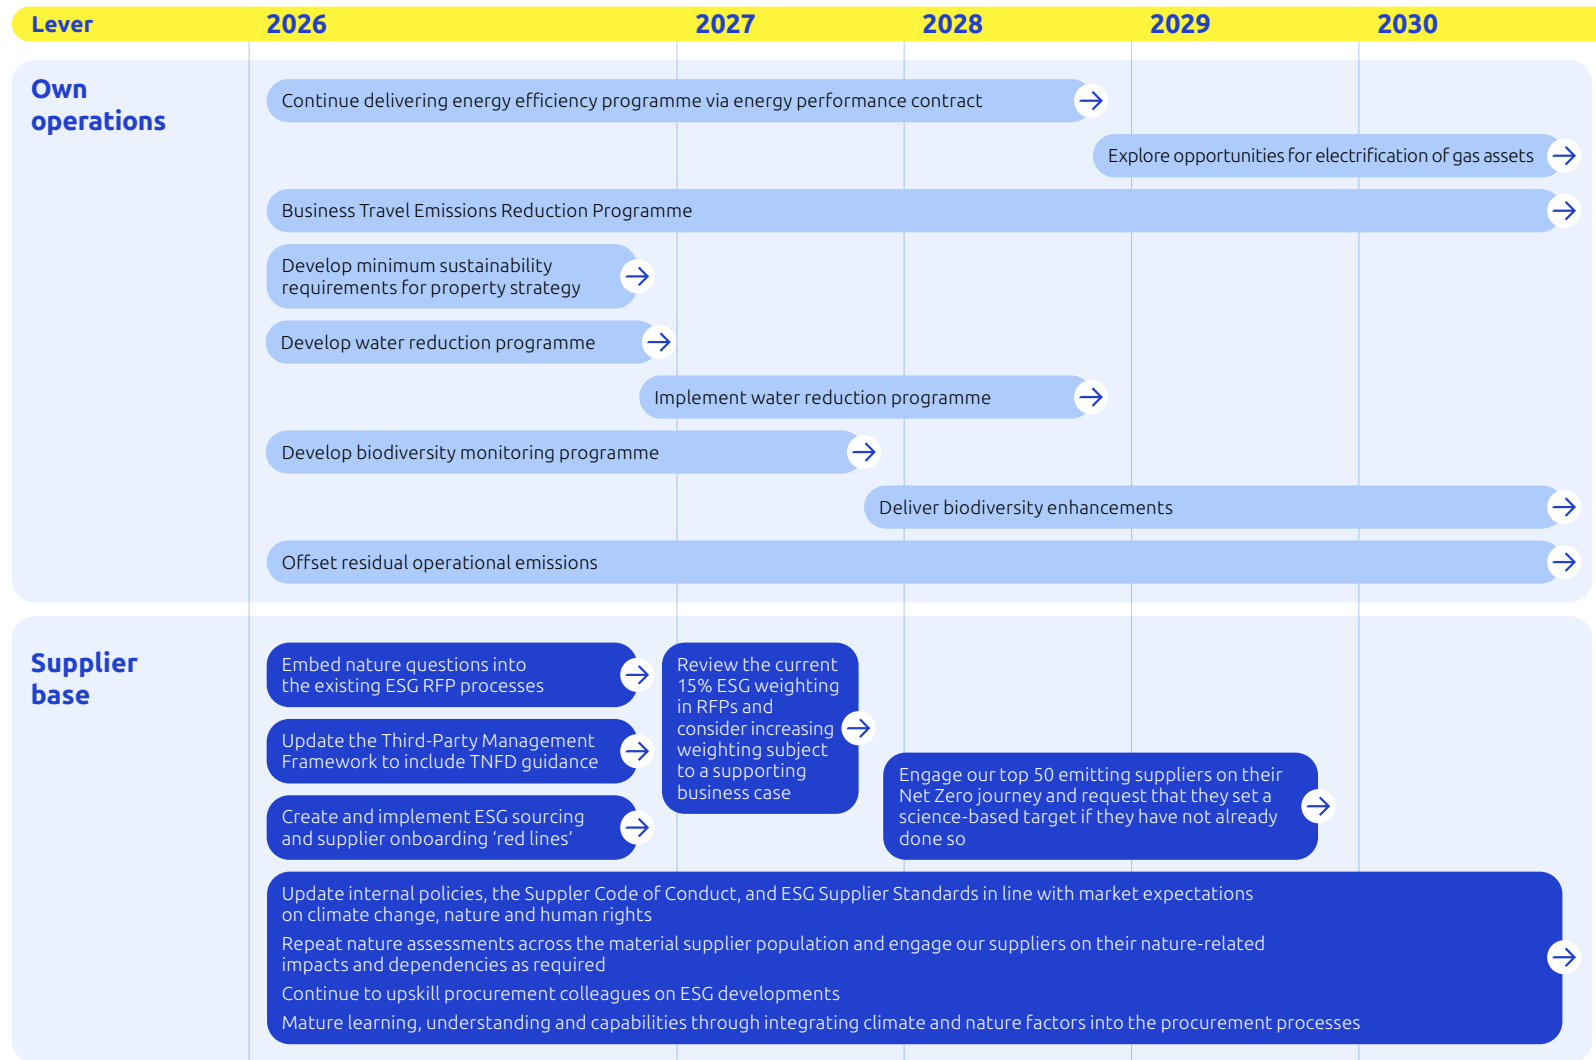 Lever 2026 2027 2028 2029 2030
Own
operations
Continue delivering energy efficiency programme via energy performance contract
Explore opportunities for electrification of gas assets
Business Travel Emissions Reduction Programme
Develop minimum sustainability
requirements for property strategy
Develop water reduction programme
Implement water reduction programme
Develop biodiversity monitoring programme
Deliver biodiversity enhancements
Offset residual operational emissions
Supplier
base
Embed nature questions into
the existing ESG RFP processes
Update the Third-Party Management
Framework to include TNFD guidance
Create and implement ESG sourcing
and supplier onboarding ‘red lines’
Review the current
15% ESG weighting
in RFPs and
consider increasing
weighting subject
to a supporting
business case
Engage our top 50 emitting suppliers on their
Net Zero journey and request that they set a
science-based target if they have not already
done so
Update internal policies, the Suppler Code of Conduct, and ESG Supplier Standards in line with market expectations
on climate change, nature and human rights
Repeat nature assessments across the material supplier population and engage our suppliers on their nature-related
impacts and dependencies as required
Continue to upskill procurement colleagues on ESG developments
Mature learning, understanding and capabilities through integrating climate and nature factors into the procurement processes